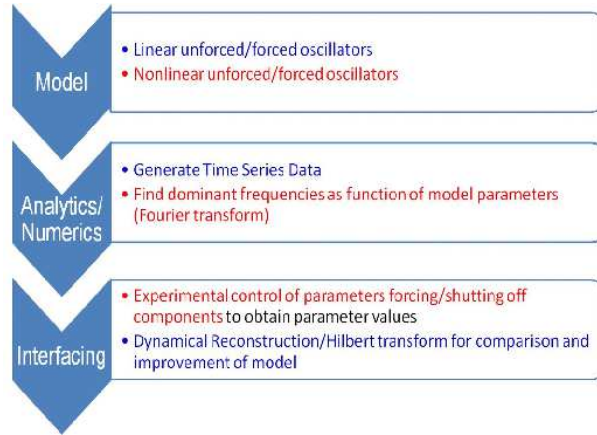 Model
• Linear unforced/forced oscillators
• Nonlinear unforced/forced oscillators
Analytics/
Numerics
• Generate Time Series Data
• Find dominant frequencies as function of model parameters
(Fourier transform)
Interfacing
• Experimental control of parameters forcing/shutting off
components to obtain parameter values
• Dynamical Reconstruction/Hilbert transform for comparison and
improvement of model